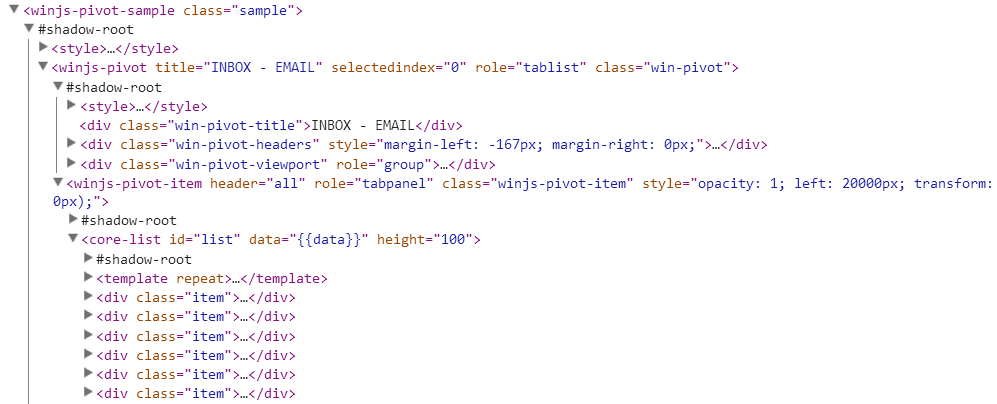 <winjs-pivot-sample class="sample">
#shadow-root
<style>…</style>
<winjs-pivot title="INBOX - EMAIL" selectedindex="0" role="tablist" class="win-pivot">
#shadow-root
<style>…</style>
<div class="win-pivot-title">INBOX - EMAIL</div>
<div class="win-pivot-headers" style="margin-left: -167px; margin-right: 0px;">…</div>
<div class="win-pivot-viewport" role="group">…</div>
<winjs-pivot-item header="all" role="tabpanel" class="winjs-pivot-item" style="opacity: 1; left: 20000px; transform:
0px);">
#shadow-root
<core-list id="list" data="{{data}}" height="100">
#shadow-root
<template repeat>…</template>
<div class="item">…</div>
<div class="item">…</div>
<div class="item">…</div>
<div class="item">…</div>
<div class="item">…</div>
<div class="item">…</div>